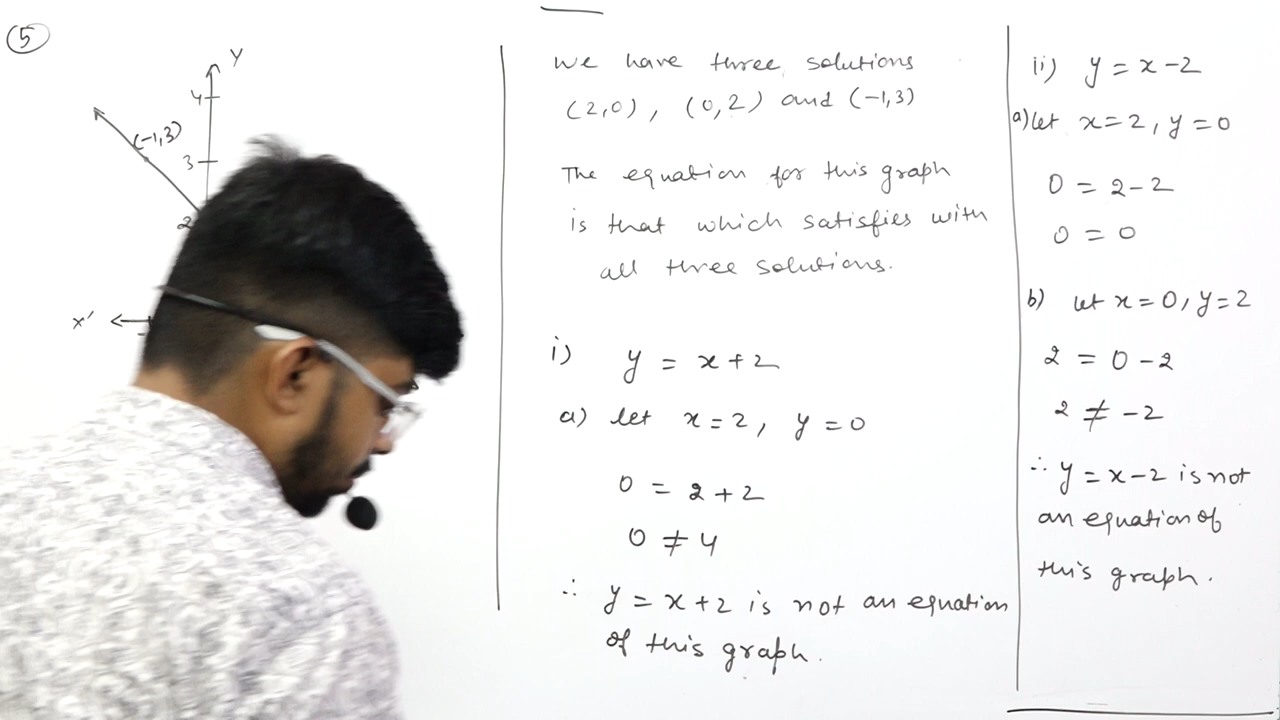 5
Y
4
(-1,3)
3
2
x'
we have three solutions
(2,0), (0,2) and (-1,3)
The equation for this graph
is that which satisfies with
all three solutions.
i) y = x+2
a) let x=2, y=0
0 = 2+2
0 ≠ 4
∴ y = x+2 is not an equation
of this graph.
ii) y = x-2
a) let x=2, y=0
0 = 2-2
0 = 0
b) let x=0, y=2
2 = 0-2
2 ≠ -2
∴ y = x-2 is not
an equation of
this graph.